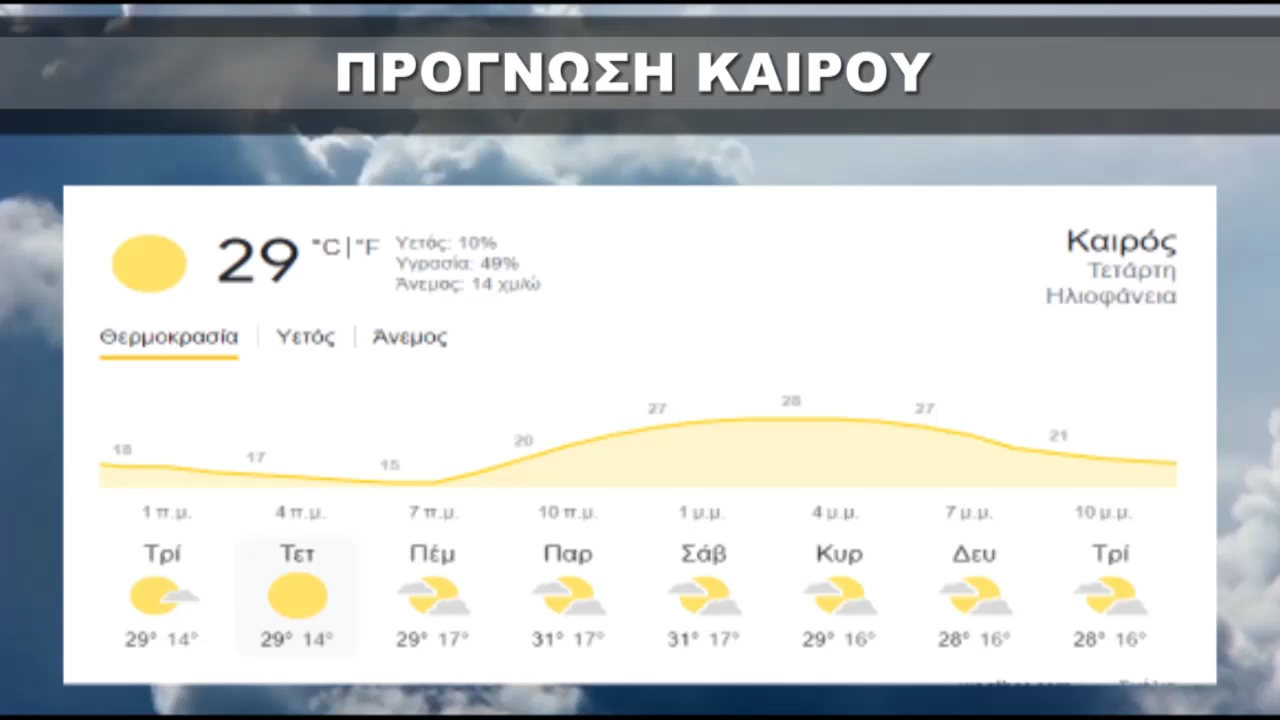 ΠΡΟΓΝΩΣΗ ΚΑΙΡΟΥ
29 °C | °F
Υετός: 10%
Υγρασία: 49%
Άνεμος: 14 χμ/ώ
Καιρός
Τετάρτη
Ηλιοφάνεια
Θερμοκρασία | Υετός | Άνεμος
18 17 15 20 27 28 27 21
1 π.μ. 4 π.μ. 7 π.μ. 10 π.μ. 1 μ.μ. 4 μ.μ. 7 μ.μ. 10 μ.μ.
Τρί Τετ Πέμ Παρ Σάβ Κυρ Δευ Τρί
29° 14° 29° 14° 29° 17° 31° 17° 31° 17° 29° 16° 28° 16° 28° 16°